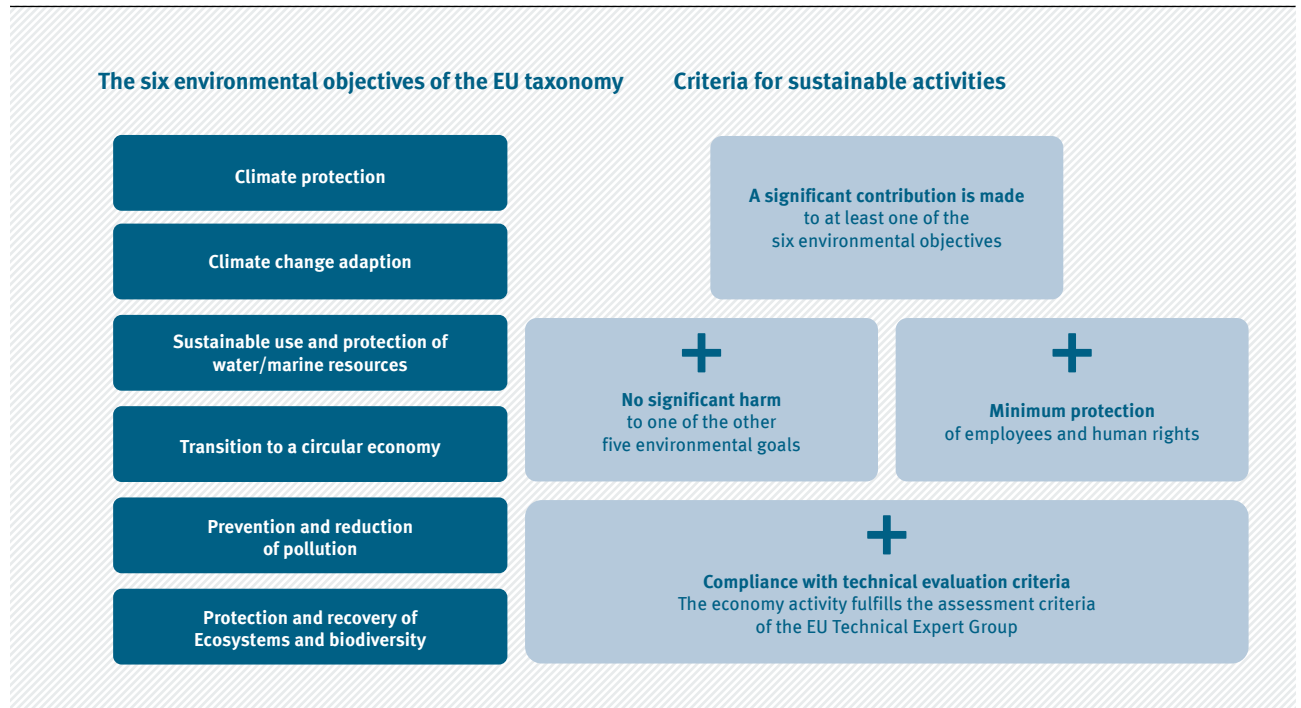 The six environmental objectives of the EU taxonomy
Climate protection
Climate change adaption
Sustainable use and protection of
water/marine resources
Transition to a circular economy
Prevention and reduction
of pollution
Protection and recovery of
Ecosystems and biodiversity
Criteria for sustainable activities
A significant contribution is made
to at least one of the
six environmental objectives
+
No significant harm
to one of the other
five environmental goals
+
Minimum protection
of employees and human rights
+
Compliance with technical evaluation criteria
The economy activity fulfills the assessment criteria
of the EU Technical Expert Group